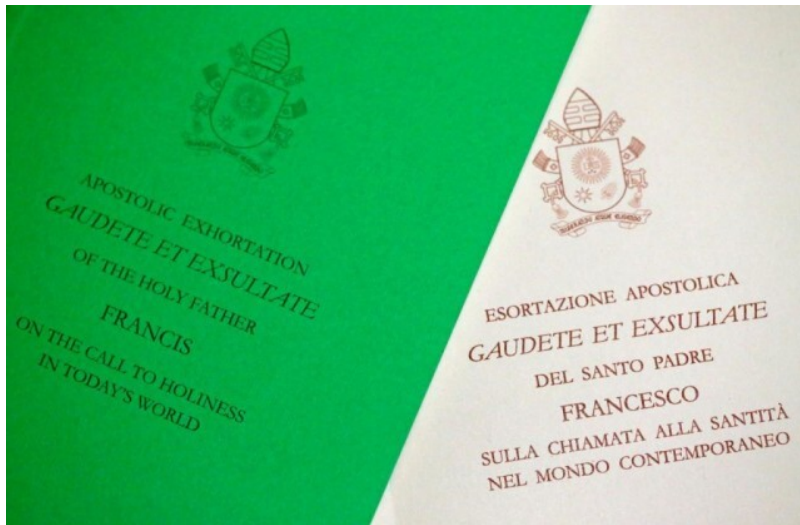 APOSTOLIC EXHORTATION
GAUDETE ET EXSULTATE
OF THE HOLY FATHER
FRANCIS
ON THE CALL TO HOLINESS
IN TODAY'S WORLD
ESORTAZIONE APOSTOLICA
GAUDETE ET EXSULTATE
DEL SANTO PADRE
FRANCESCO
SULLA CHIAMATA ALLA SANTITÀ
NEL MONDO CONTEMPORANEO